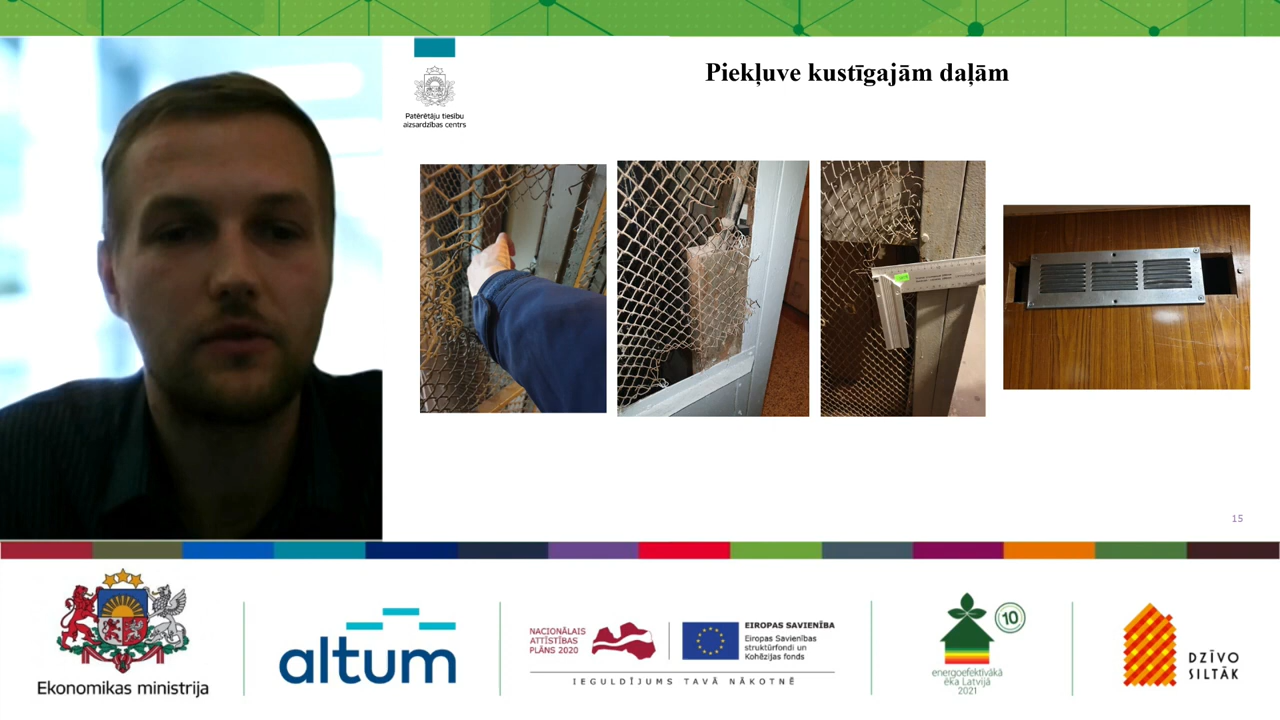 Piekļuve kustīgajām daļām
Patērētāju tiesību
aizsardzības centrs
15
Ekonomikas ministrija
altum
NACIONĀLAIS
ATTĪSTĪBAS
PLĀNS 2020
EIROPAS SAVIENĪBA
Eiropas Savienības
struktūrfondi un
Kohēzijas fonds
IEGULDĪJUMS TAVĀ NĀKOTNĒ
10
energoefektīvākā
ēka Latvijā
2021
DZĪVO
SILTĀK